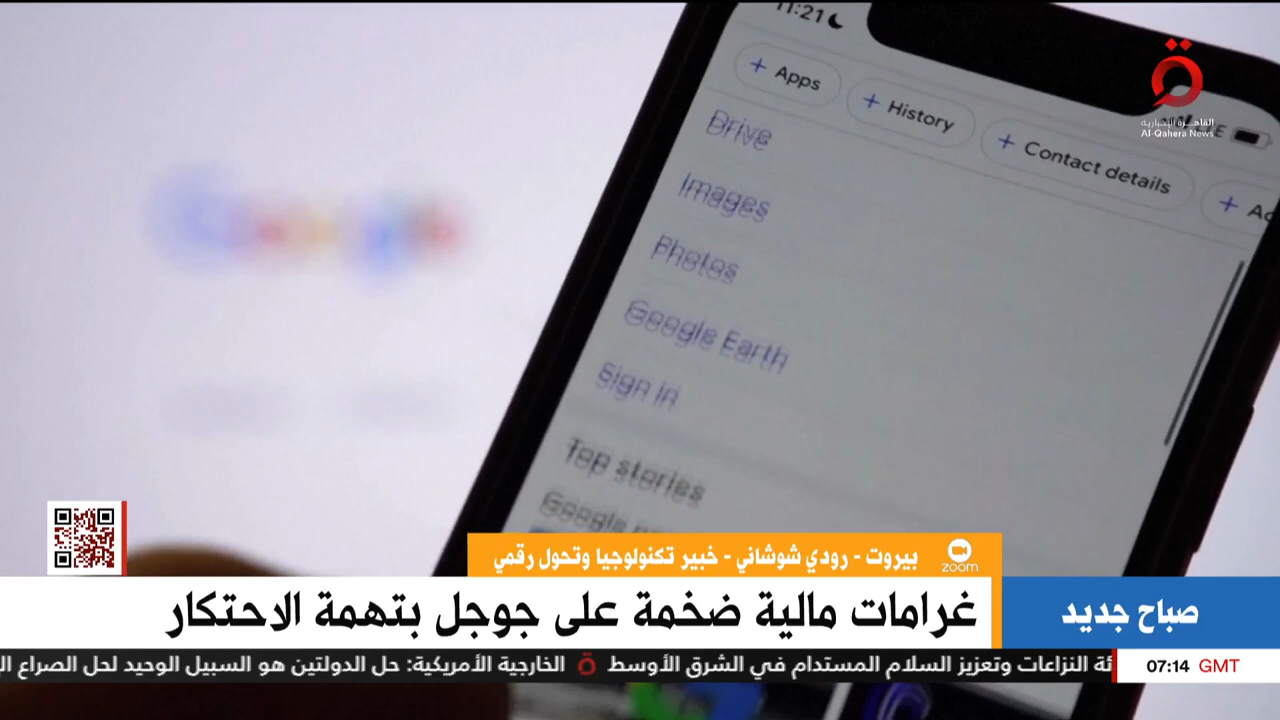 11:21
+ Apps
+ History
+ Contact details
Drive
Images
Photos
Google Earth
Sign in
Top stories
Google
القاهرة الإخبارية
Al-Qahera News
Google
بيروت - رودي شوشاني - خبير تكنولوجيا وتحول رقمي
zoom
غرامات مالية ضخمة على جوجل بتهمة الاحتكار
صباح جديد
النزاعات وتعزيز السلام المستدام في الشرق الأوسط
الخارجية الأمريكية: حل الدولتين هو السبيل الوحيد لحل الصراع
07:14 GMT